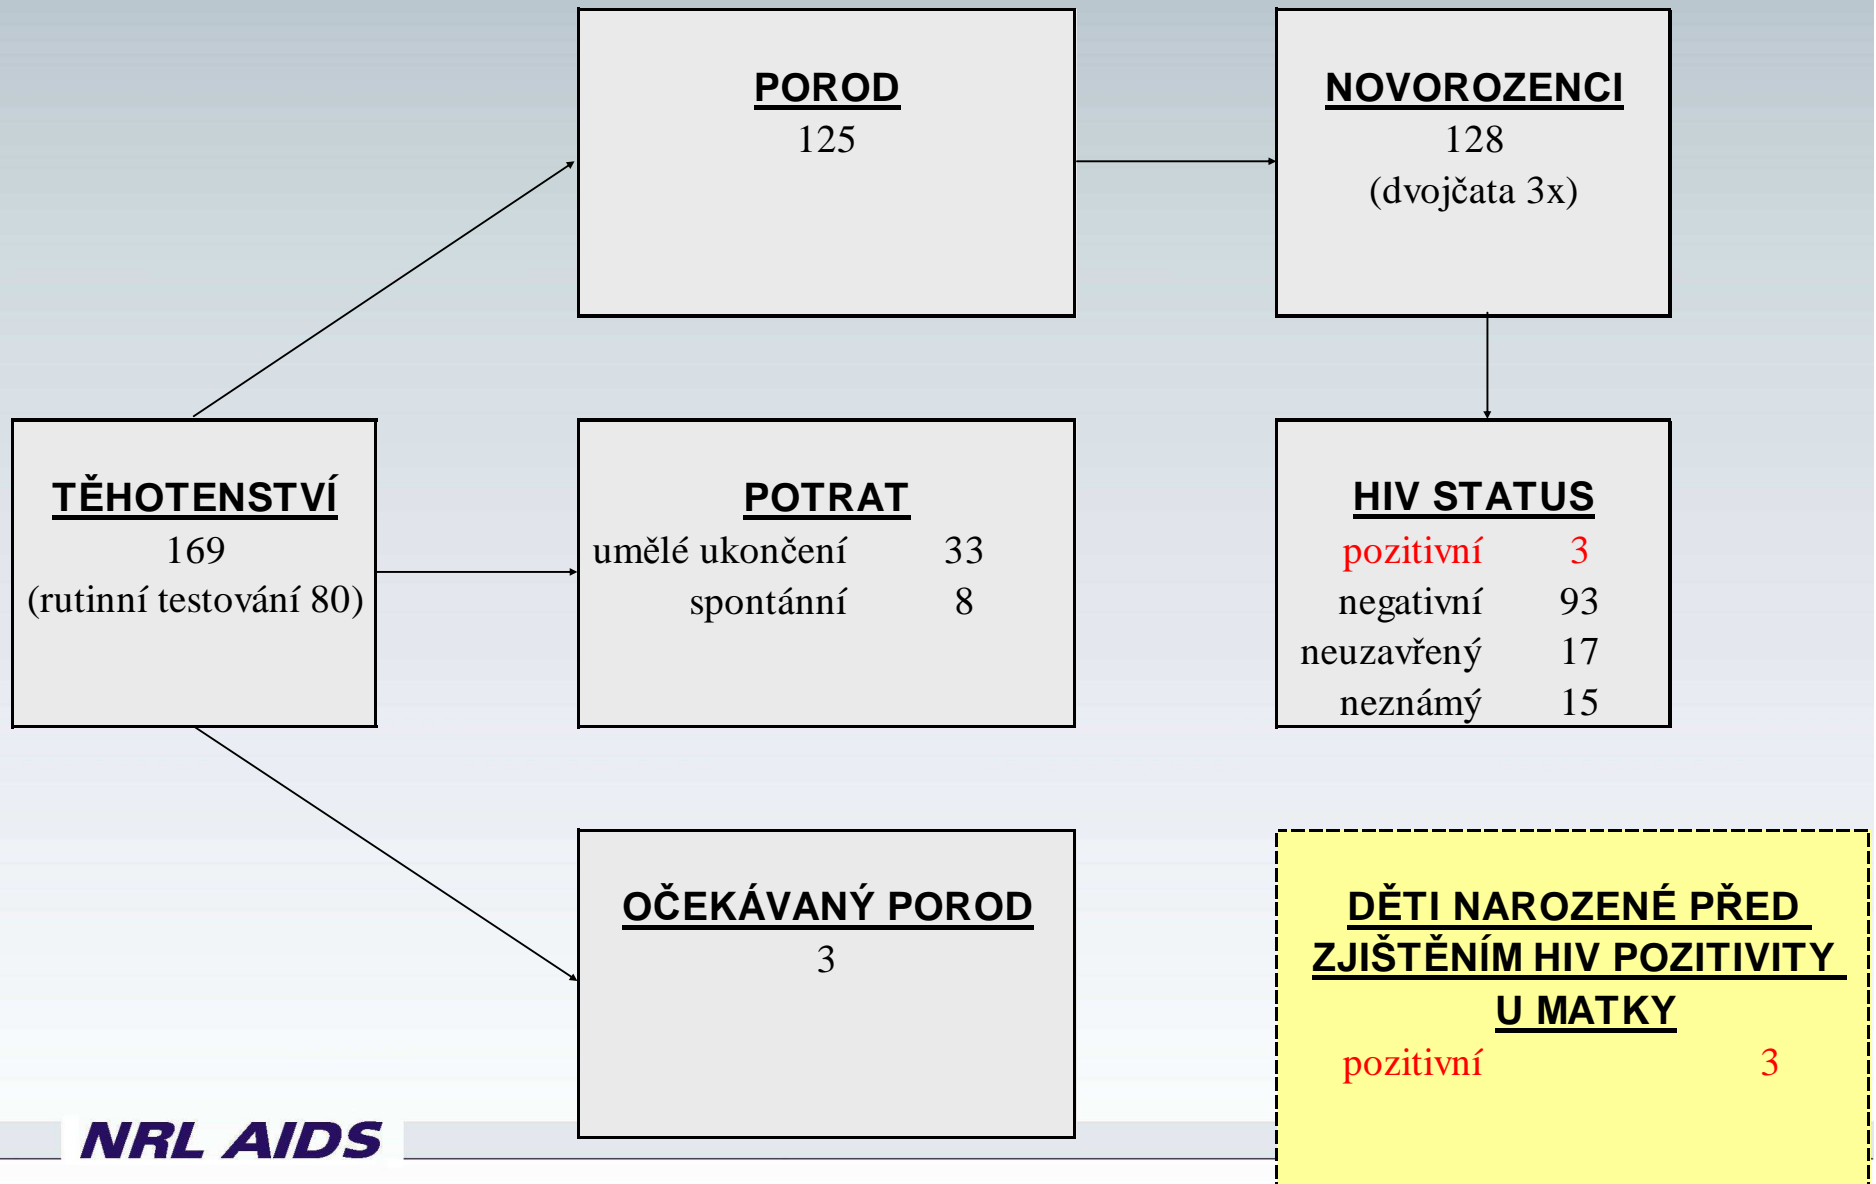 POROD
125
NOVOROZENCI
128
(dvojčata 3x)
TĚHOTENSTVÍ
169
(rutinní testování 80)
POTRAT
umělé ukončení 33
spontánní 8
HIV STATUS
pozitivní 3
negativní 93
neuzavřený 17
neznámý 15
OČEKÁVANÝ POROD
3
DĚTI NAROZENÉ PŘED
ZJIŠTĚNÍM HIV POZITIVITY
U MATKY
pozitivní 3
NRL AIDS